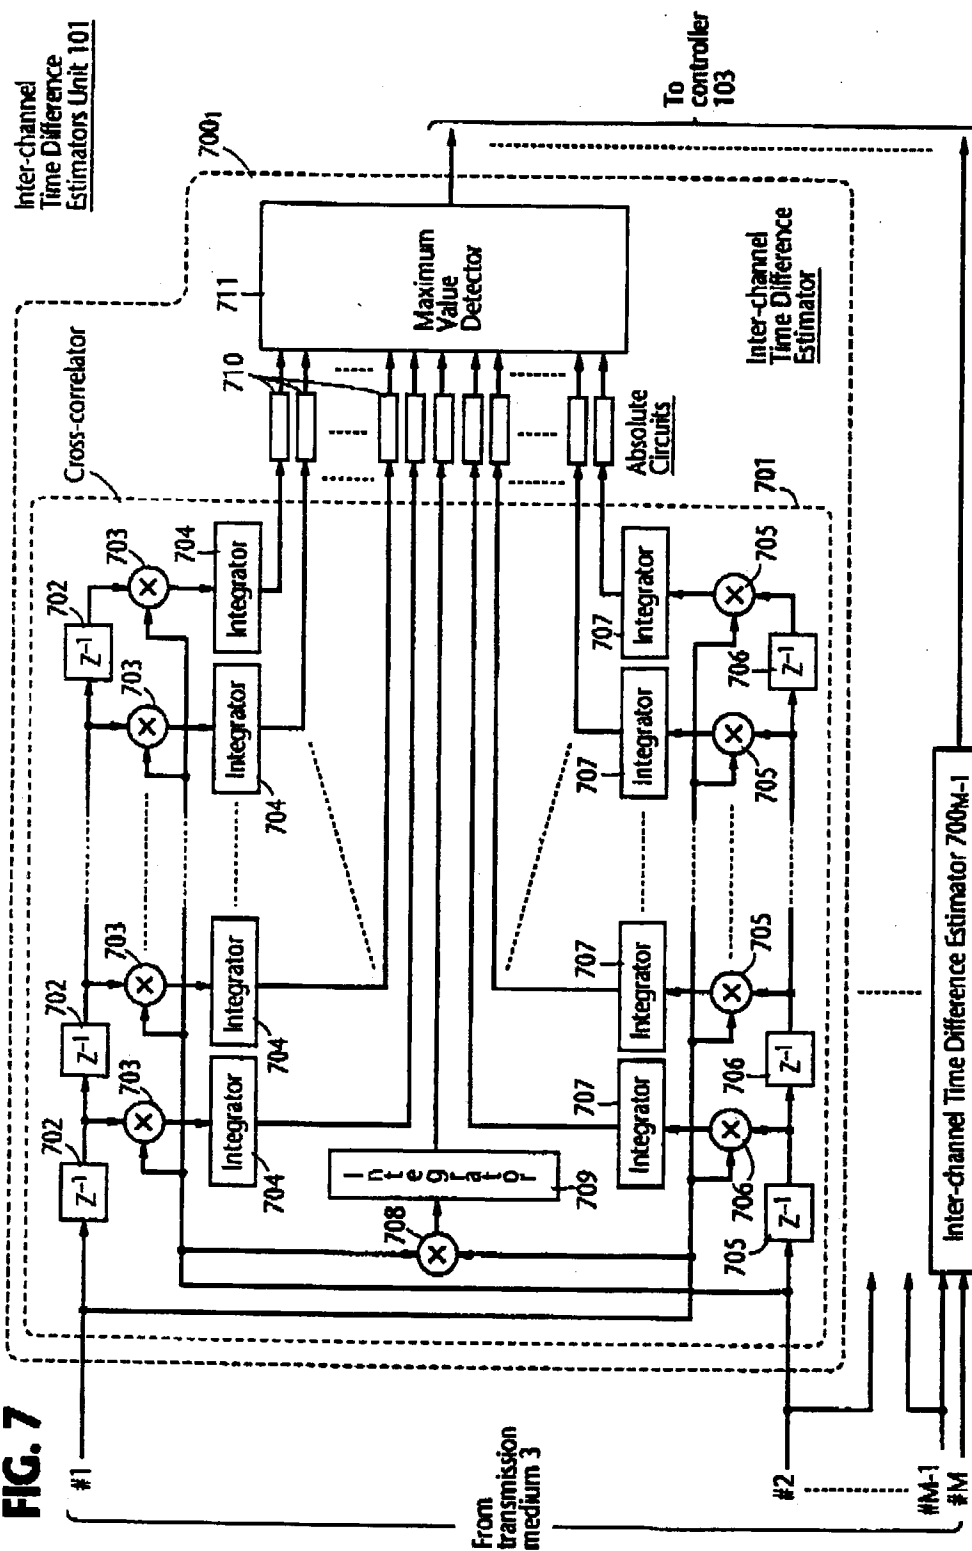 FIG. 7
Inter-channel
Time Difference
Estimators Unit 101
700₁
Cross-correlator
#1
702
Z⁻¹
702
Z⁻¹
702
Z⁻¹
703
×
703
×
703
×
703
×
Integrator
704
Integrator
704
Integrator
704
Integrator
704
710
711
Maximum
Value
Detector
To
controller
103
708
×
Integrator
709
From
transmission
medium 3
Absolute
Circuits
Inter-channel
Time Difference
Estimator
707
Integrator
707
Integrator
707
Integrator
707
Integrator
701
×
706
×
705
×
705
×
705
705
Z⁻¹
706
Z⁻¹
706
Z⁻¹
#2
#M-1
#M
Inter-channel Time Difference Estimator 700M-1